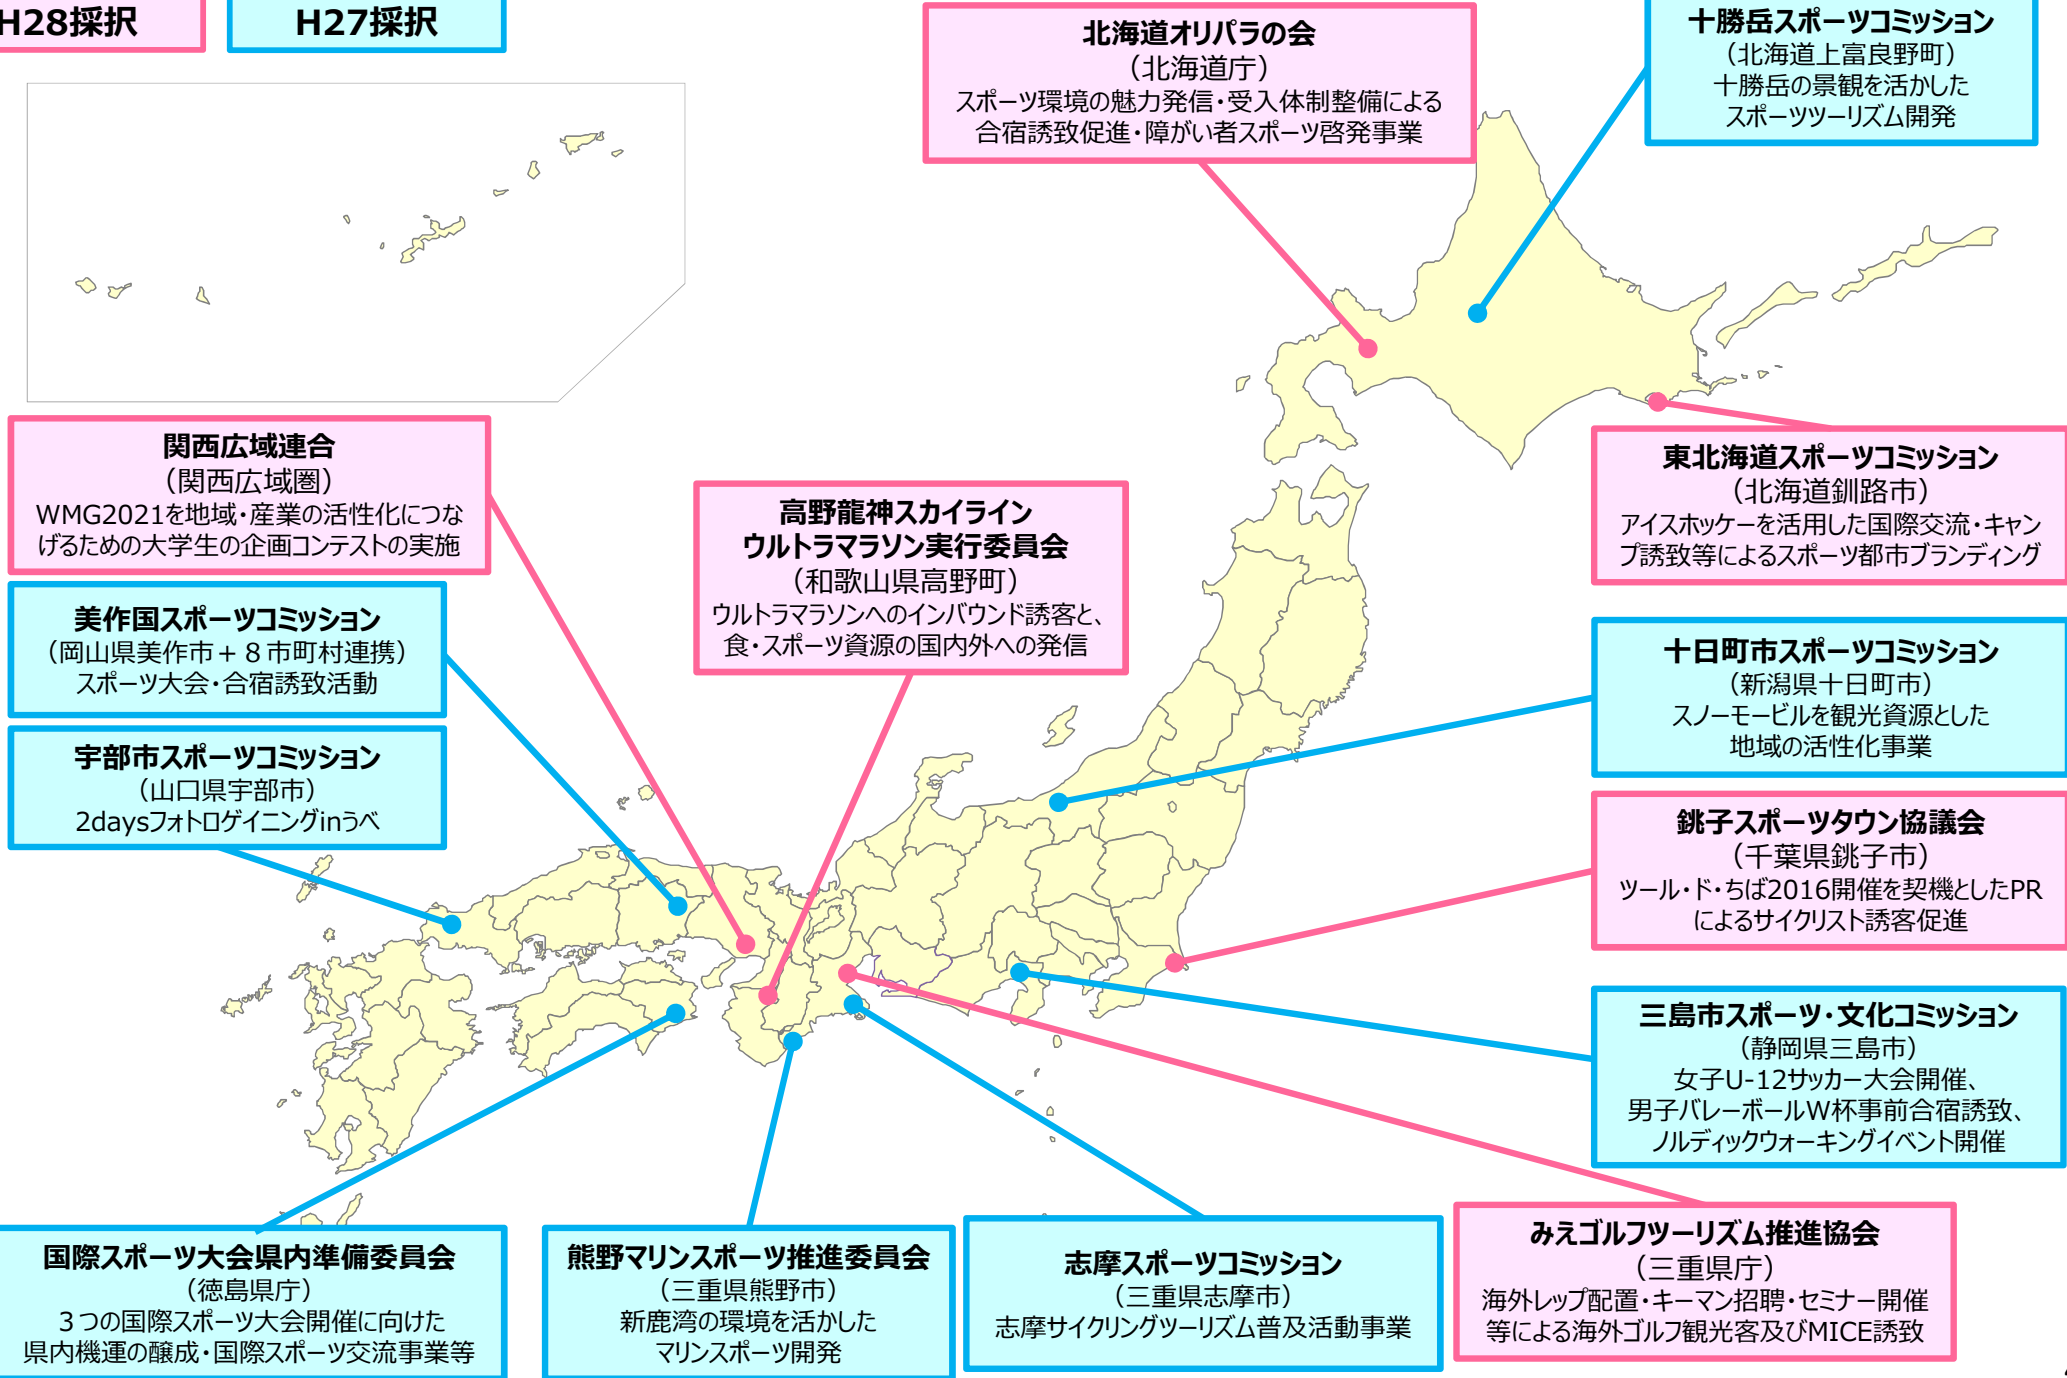 H28採択
H27採択
北海道オリパラの会
（北海道庁）
スポーツ環境の魅力発信・受入体制整備による
合宿誘致促進・障がい者スポーツ啓発事業
十勝岳スポーツコミッション
（北海道上富良野町）
十勝岳の景観を活かした
スポーツツーリズム開発
関西広域連合
（関西広域圏）
WMG2021を地域・産業の活性化につな
げるための大学生の企画コンテストの実施
高野龍神スカイライン
ウルトラマラソン実行委員会
（和歌山県高野町）
ウルトラマラソンへのインバウンド誘客と、
食・スポーツ資源の国内外への発信
東北海道スポーツコミッション
（北海道釧路市）
アイスホッケーを活用した国際交流・キャン
プ誘致等によるスポーツ都市ブランディング
美作国スポーツコミッション
（岡山県美作市＋８市町村連携）
スポーツ大会・合宿誘致活動
十日町市スポーツコミッション
（新潟県十日町市）
スノーモービルを観光資源とした
地域の活性化事業
宇部市スポーツコミッション
（山口県宇部市）
2daysフォトロゲイニングinうべ
銚子スポーツタウン協議会
（千葉県銚子市）
ツール・ド・ちば2016開催を契機としたPR
によるサイクリスト誘客促進
三島市スポーツ・文化コミッション
（静岡県三島市）
女子U-12サッカー大会開催、
男子バレーボールW杯事前合宿誘致、
ノルディックウォーキングイベント開催
国際スポーツ大会県内準備委員会
（徳島県庁）
３つの国際スポーツ大会開催に向けた
県内機運の醸成・国際スポーツ交流事業等
熊野マリンスポーツ推進委員会
（三重県熊野市）
新鹿湾の環境を活かした
マリンスポーツ開発
志摩スポーツコミッション
（三重県志摩市）
志摩サイクリングツーリズム普及活動事業
みえゴルフツーリズム推進協会
（三重県庁）
海外レップ配置・キーマン招聘・セミナー開催
等による海外ゴルフ観光客及びMICE誘致